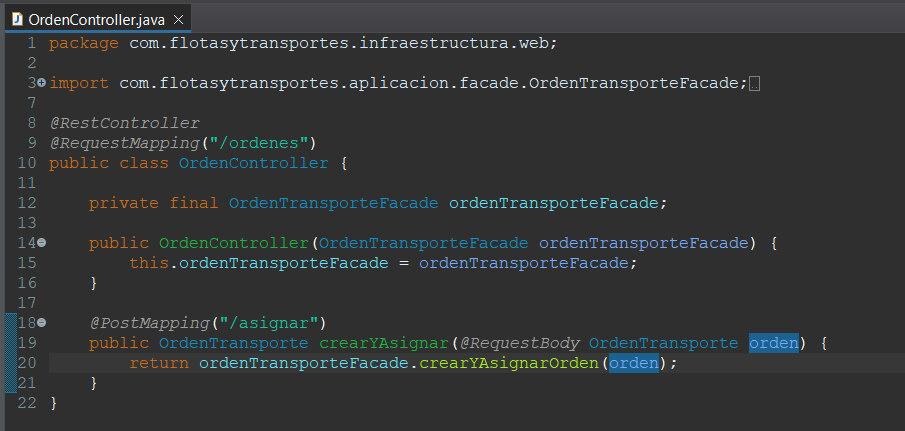 OrdenController.java
1 package com.flotasytransportes.infraestructura.web;
2
3 import com.flotasytransportes.aplicacion.facade.OrdenTransporteFacade;
7
8 @RestController
9 @RequestMapping("/ordenes")
10 public class OrdenController {
11
12     private final OrdenTransporteFacade ordenTransporteFacade;
13
14     public OrdenController(OrdenTransporteFacade ordenTransporteFacade) {
15         this.ordenTransporteFacade = ordenTransporteFacade;
16     }
17
18     @PostMapping("/asignar")
19     public OrdenTransporte crearYAsignar(@RequestBody OrdenTransporte orden) {
20         return ordenTransporteFacade.crearYAsignarOrden(orden);
21     }
22 }